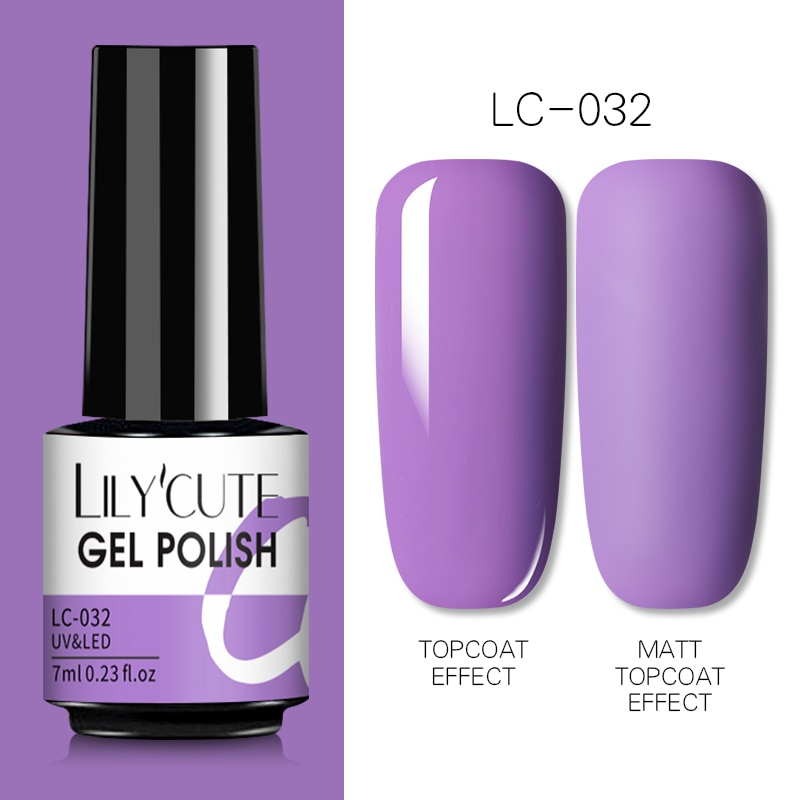 LILY'CUTE
GEL POLISH
LC-032
UV&LED
7ml 0.23 fl.oz
LC-032
TOPCOAT
EFFECT
MATT
TOPCOAT
EFFECT